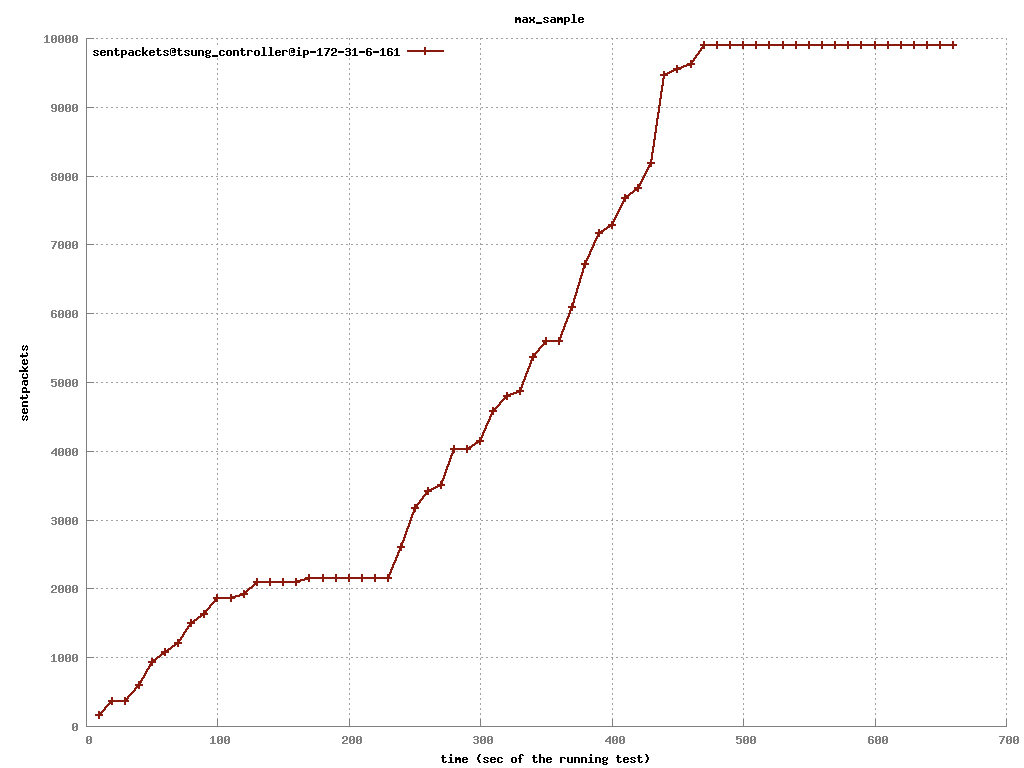 max_sample
sentpackets@tsung_controller@ip-172-31-6-161
10000
9000
8000
7000
6000
5000
4000
3000
2000
1000
0
sentpackets
0 100 200 300 400 500 600 700
time (sec of the running test)